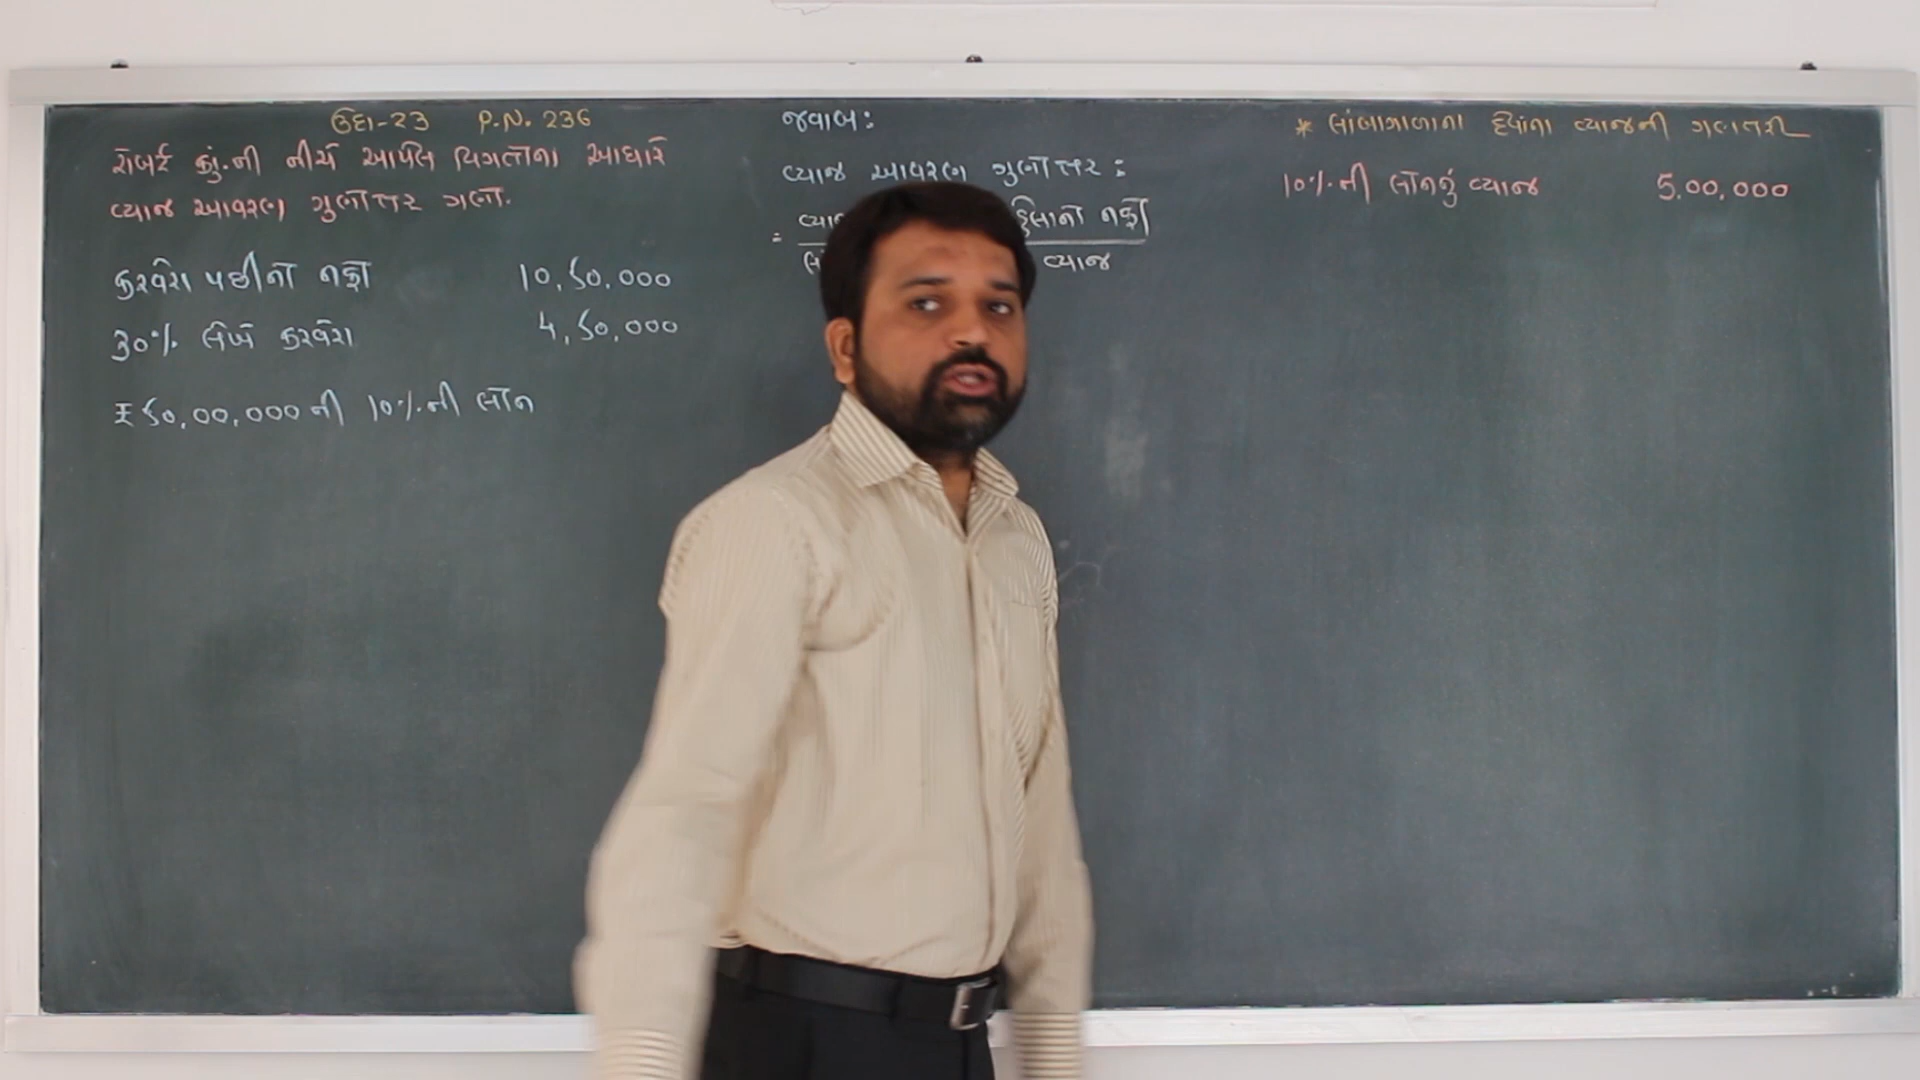 ઉદા-23 P.N. 236
રોબર્ટ કું.ની નીચે આપેલ વિગતોના આધારે
વ્યાજ આવરણ ગુણોત્તર ગણો.
કરવેરા પછીનો નફો 10,50,000
30% લેખે કરવેરા 4,50,000
₹ 50,00,000 ની 10% ની લોન
જવાબ:
વ્યાજ આવરણ ગુણોત્તર :
= નફો
વ્યાજ
* લાંબાગાળાના દેવાના વ્યાજની ગણતરી
10% ની લોનનું વ્યાજ 5,00,000